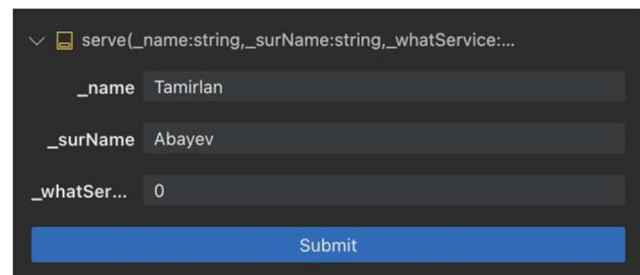 serve(_name:string,_surName:string,_whatService:...
_name Tamirlan
_surName Abayev
_whatSer... 0
Submit